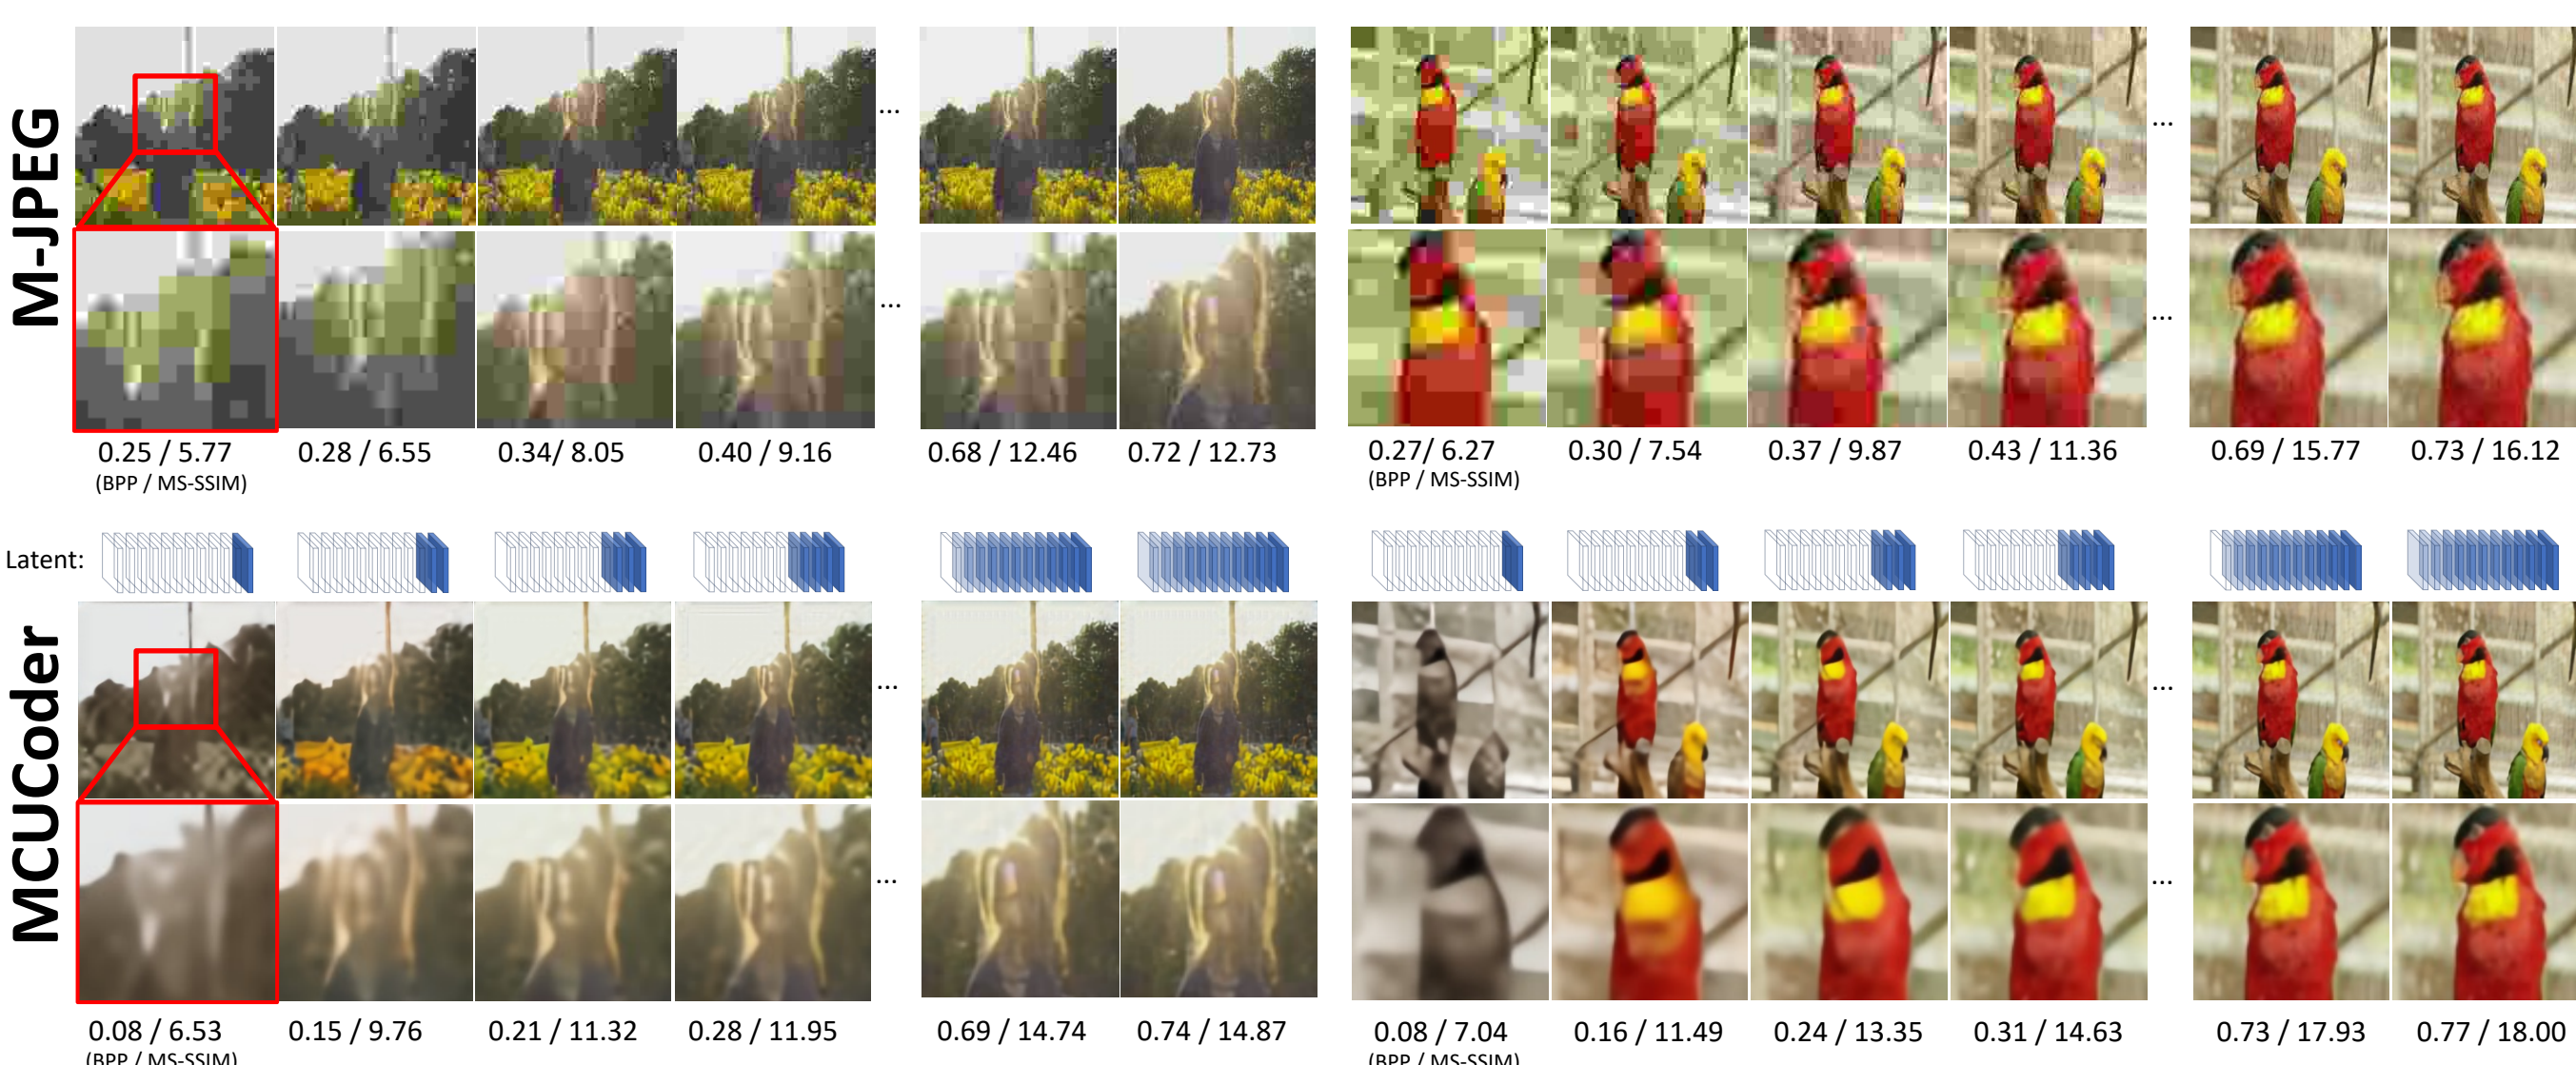 M-JPEG
...
...
...
...
0.25 / 5.77
0.28 / 6.55
0.34/ 8.05
0.40 / 9.16
0.68 / 12.46
0.72 / 12.73
0.27/ 6.27
0.30 / 7.54
0.37 / 9.87
0.43 / 11.36
0.69 / 15.77
0.73 / 16.12
(BPP / MS-SSIM)
(BPP / MS-SSIM)
Latent:
MCUCoder
...
...
...
...
0.08 / 6.53
0.15 / 9.76
0.21 / 11.32
0.28 / 11.95
0.69 / 14.74
0.74 / 14.87
0.08 / 7.04
0.16 / 11.49
0.24 / 13.35
0.31 / 14.63
0.73 / 17.93
0.77 / 18.00
(BPP / MS-SSIM)
(BPP / MS-SSIM)